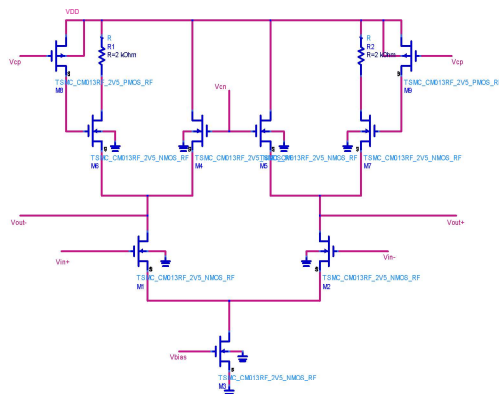 VDD
R
R1
R=2 kOhm
R
R2
R=2 kOhm
Vcp
Vcp
S
TSMC_CM013RF_2V5_PMOS_RF
M8
S
TSMC_CM013RF_2V5_PMOS_RF
M9
Vcn
S
TSMC_CM013RF_2V5_NMOS_RF
M6
S
M4
S
M5
S
TSMC_CM013RF_2V5_NMOS_RF
M7
Vout-
Vout+
Vin+
S
TSMC_CM013RF_2V5_NMOS_RF
M1
Vin-
S
TSMC_CM013RF_2V5_NMOS_RF
M2
Vbias
S
TSMC_CM013RF_2V5_NMOS_RF
M3